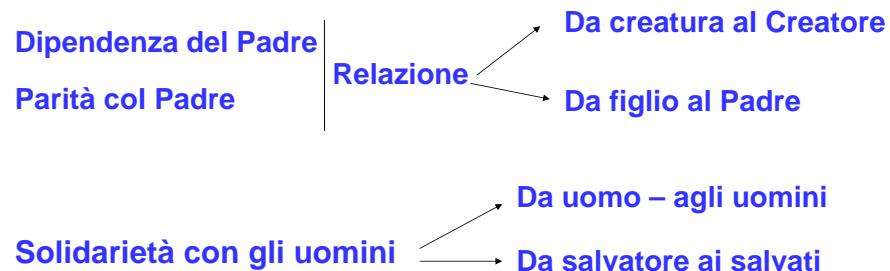 Dipendenza del Padre
Parità col Padre
Relazione
Da creatura al Creatore
Da figlio al Padre
Solidarietà con gli uomini
Da uomo – agli uomini
Da salvatore ai salvati